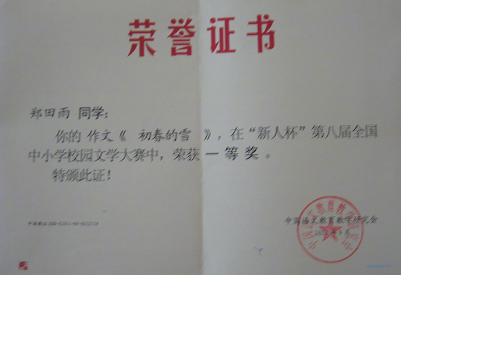 荣誉证书
郑田雨 同学：
你的 作文《 初春的雪 》，在“新人杯”第八届全国
中小学校园文学大赛中，荣获 一等奖 。
特颁此证！